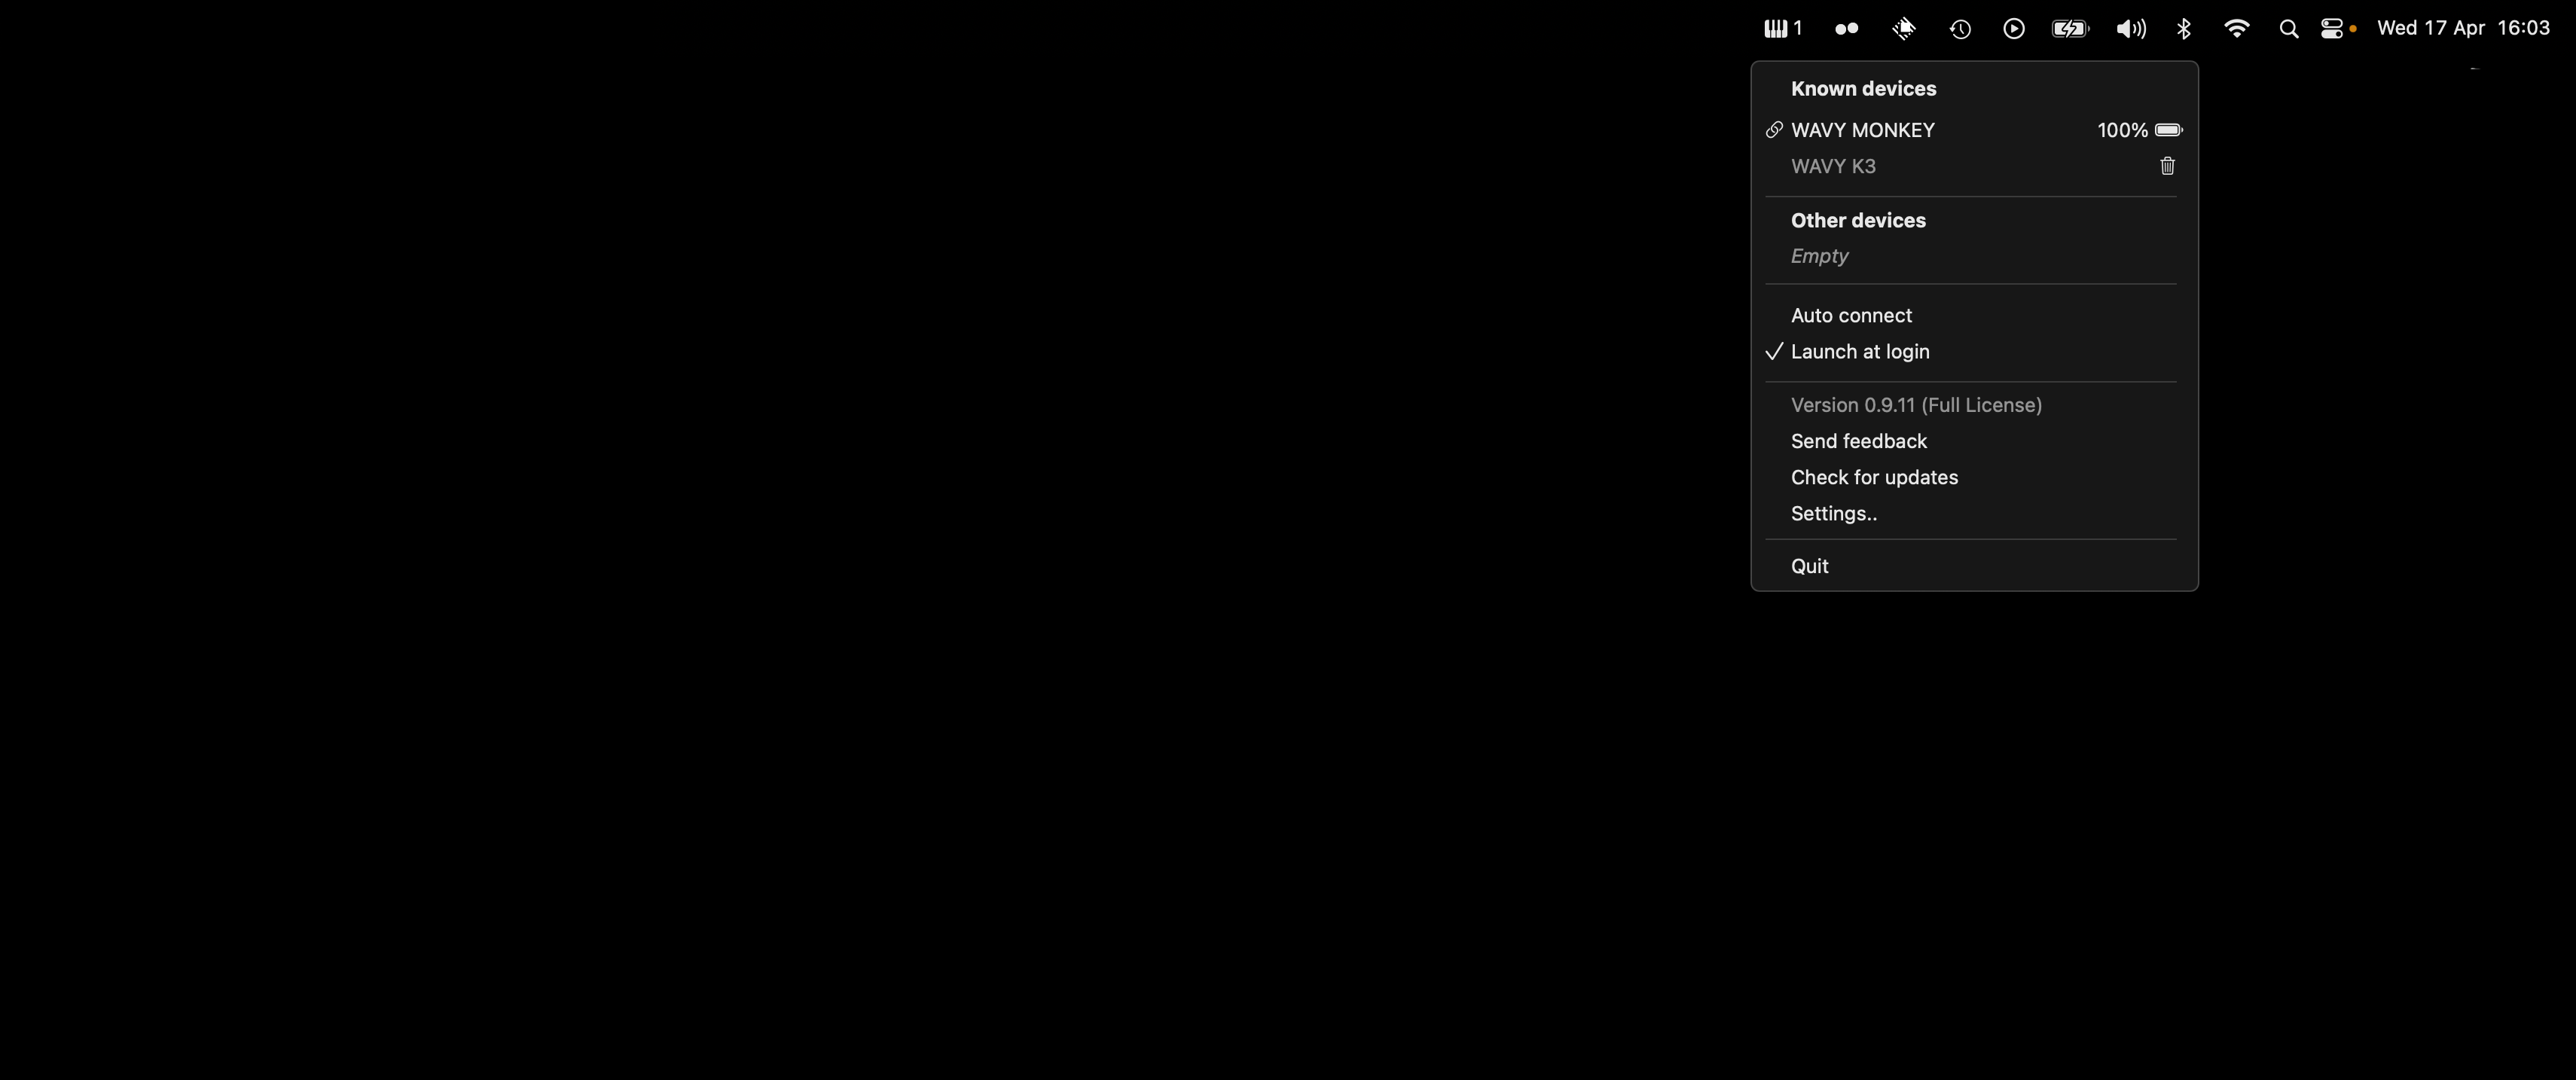 1 Wed 17 Apr 16:03
Known devices
WAVY MONKEY 100%
WAVY K3
Other devices
Empty
Auto connect
Launch at login
Version 0.9.11 (Full License)
Send feedback
Check for updates
Settings..
Quit